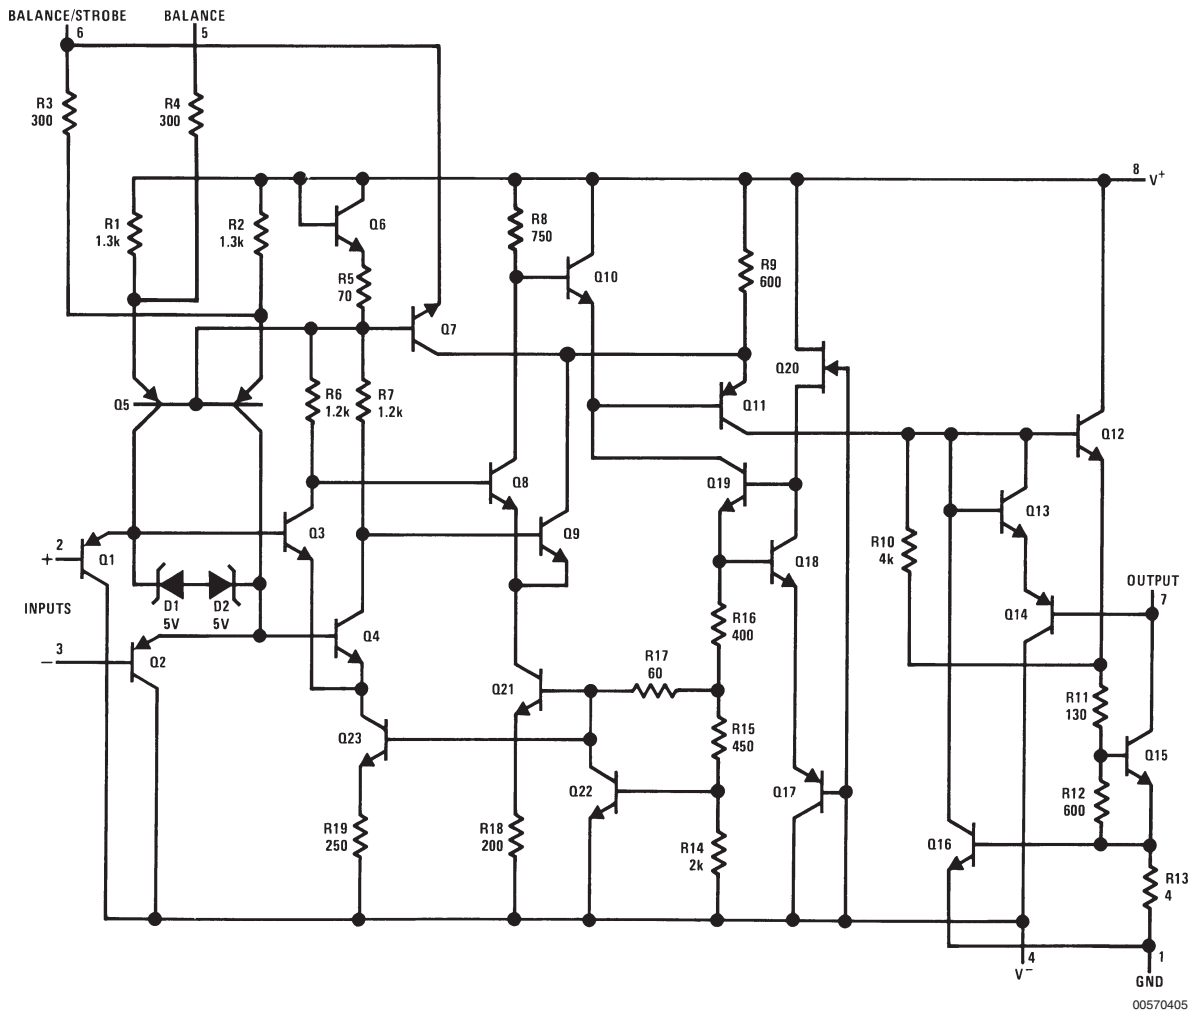 BALANCE/STROBE
6
BALANCE
5
R3
300
R4
300
8
V+
R1
1.3k
R2
1.3k
Q6
R8
750
Q10
R9
600
R5
70
Q7
Q20
Q5
R6
1.2k
R7
1.2k
Q11
Q12
Q8
Q19
Q3
Q9
Q13
R10
4k
+
2
Q1
Q18
INPUTS
D1
5V
D2
5V
OUTPUT
7
Q14
R16
400
Q4
–
3
Q2
R17
60
Q21
R11
130
Q23
R15
450
Q15
Q22
Q17
R12
600
R19
250
R18
200
R14
2k
Q16
R13
4
4
V–
1
GND
00570405